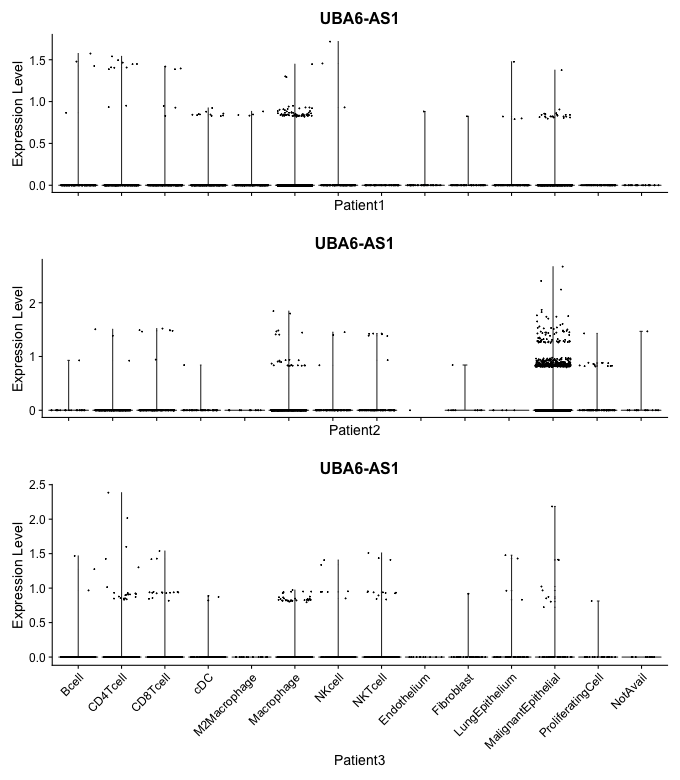 UBA6-AS1
Expression Level
1.5
1.0
0.5
0.0
Patient1
UBA6-AS1
Expression Level
2
1
0
Patient2
UBA6-AS1
Expression Level
2.5
2.0
1.5
1.0
0.5
0.0
Bcell
CD4Tcell
CD8Tcell
cDC
M2Macrophage
Macrophage
NKcell
NKTcell
Endothelium
Fibroblast
LungEpithelium
MalignantEpithelial
ProliferatingCell
NotAvail
Patient3